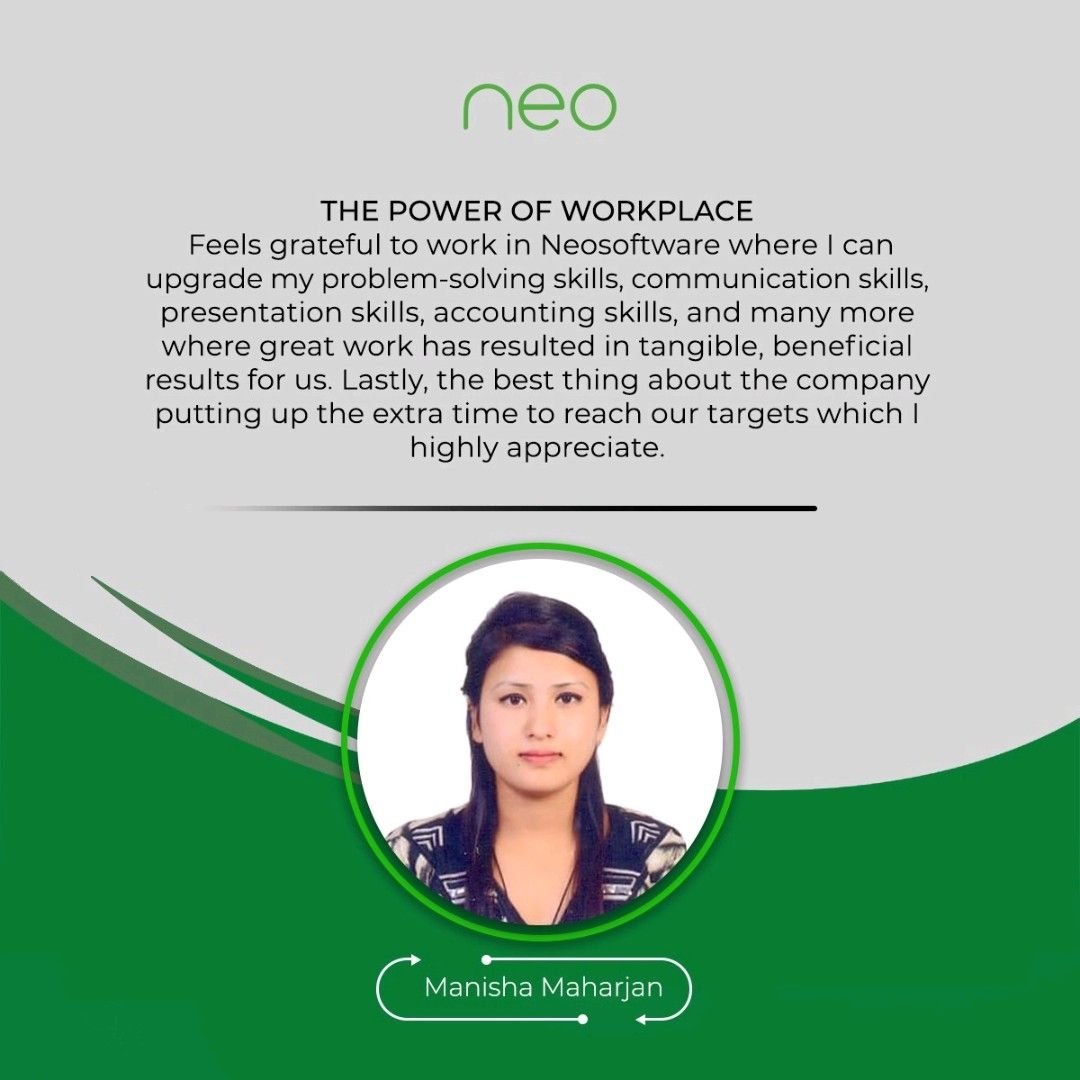 neo
THE POWER OF WORKPLACE
Feels grateful to work in Neosoftware where I can
upgrade my problem-solving skills, communication skills,
presentation skills, accounting skills, and many more
where great work has resulted in tangible, beneficial
results for us. Lastly, the best thing about the company
putting up the extra time to reach our targets which I
highly appreciate.
Manisha Maharjan